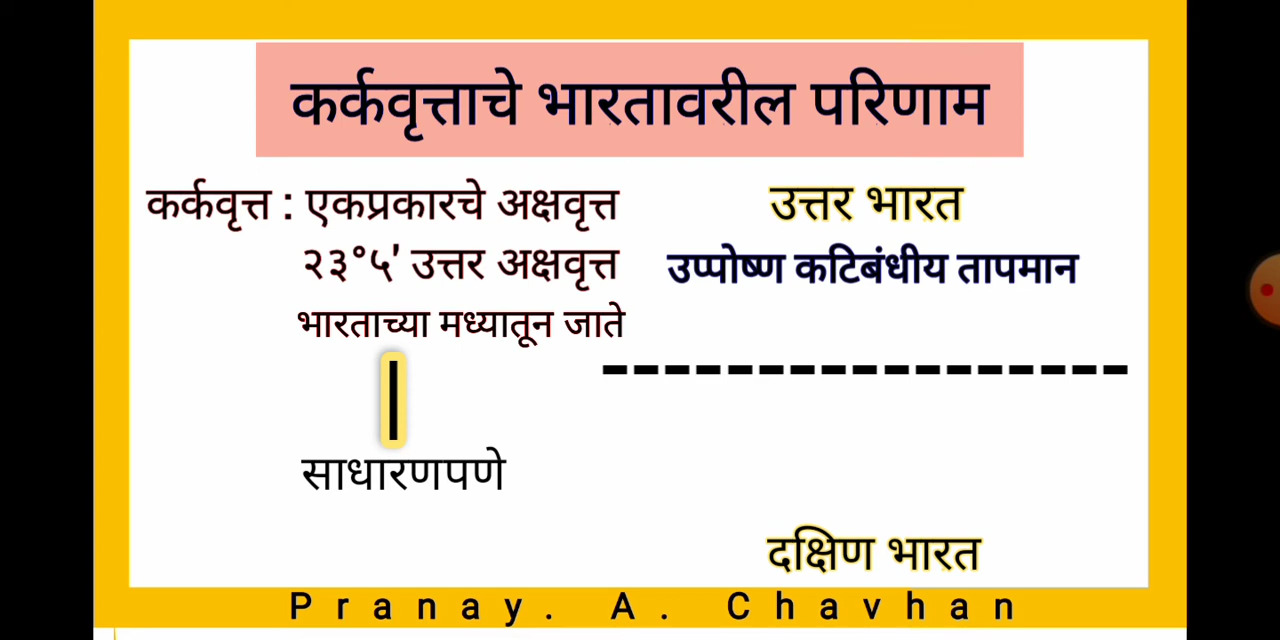 कर्कवृत्ताचे भारतावरील परिणाम
कर्कवृत्त : एकप्रकारचे अक्षवृत्त
२३°५' उत्तर अक्षवृत्त
भारताच्या मध्यातून जाते
साधारणपणे
उत्तर भारत
उप्पोष्ण कटिबंधीय तापमान
दक्षिण भारत
Pranay. A. Chavhan